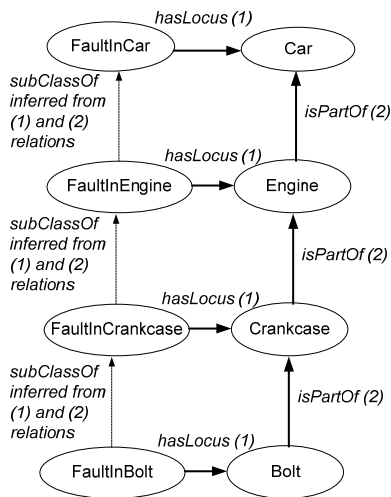 hasLocus (1)
FaultInCar
Car
subClassOf
inferred from
(1) and (2)
relations
isPartOf (2)
hasLocus (1)
FaultInEngine
Engine
subClassOf
inferred from
(1) and (2)
relations
isPartOf (2)
hasLocus (1)
FaultInCrankcase
Crankcase
subClassOf
inferred from
(1) and (2)
relations
isPartOf (2)
hasLocus (1)
FaultInBolt
Bolt